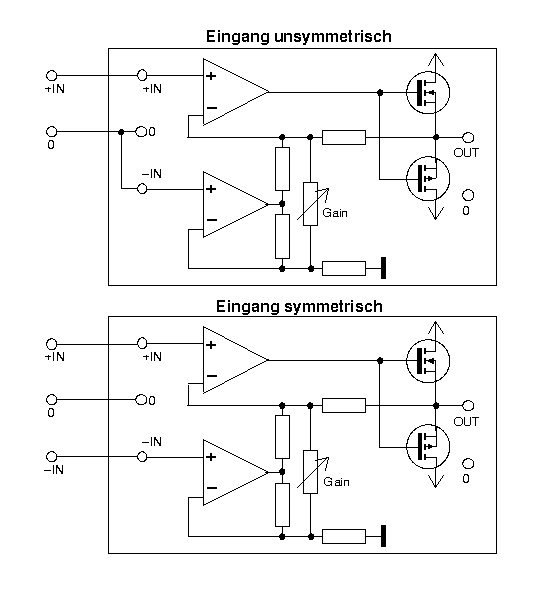 Eingang unsymmetrisch
+IN +IN +
−
0 0
OUT
−IN +
0
− Gain
Eingang symmetrisch
+IN +IN +
−
0 0
OUT
−IN −IN +
0
− Gain